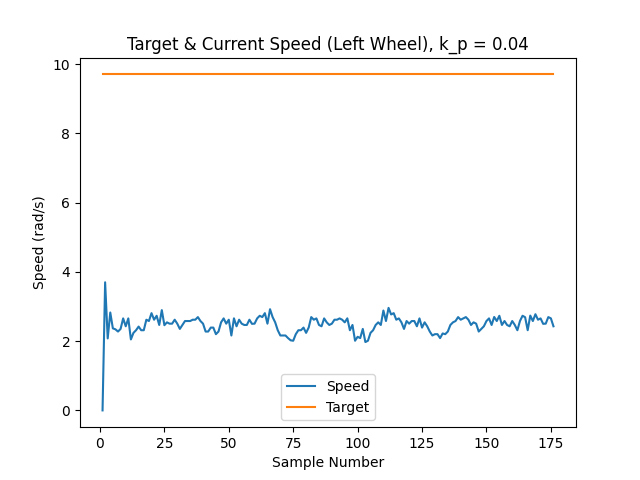 Target & Current Speed (Left Wheel), k_p = 0.04
Speed (rad/s)
10
8
6
4
2
0
Speed
Target
0
25
50
75
100
125
150
175
Sample Number